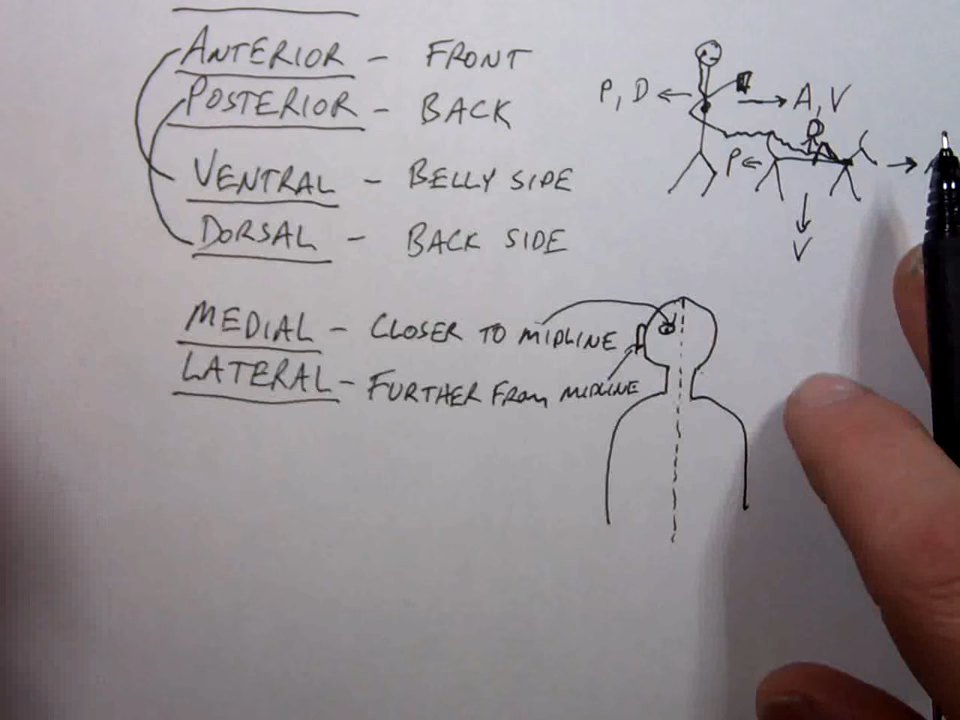 ANTERIOR - FRONT
POSTERIOR - BACK
VENTRAL - BELLY SIDE
DORSAL - BACK SIDE
MEDIAL - CLOSER TO MIDLINE
LATERAL - FURTHER FROM MIDLINE
P, D ← → A, V
D
P ← →
V